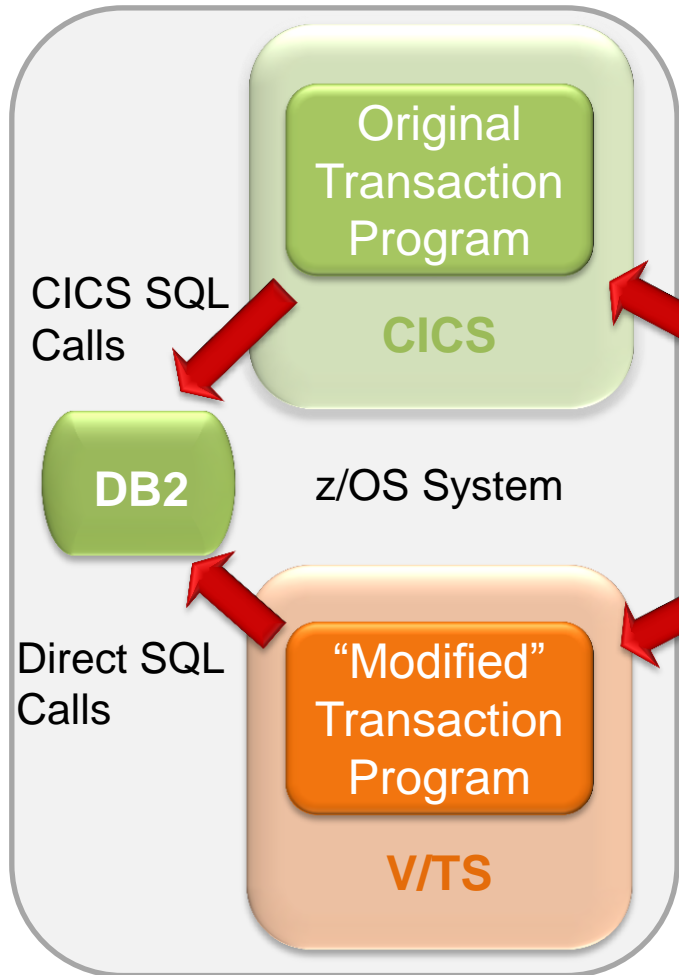 Original
Transaction
Program
CICS SQL
Calls
CICS
DB2
z/OS System
Direct SQL
Calls
“Modified”
Transaction
Program
V/TS